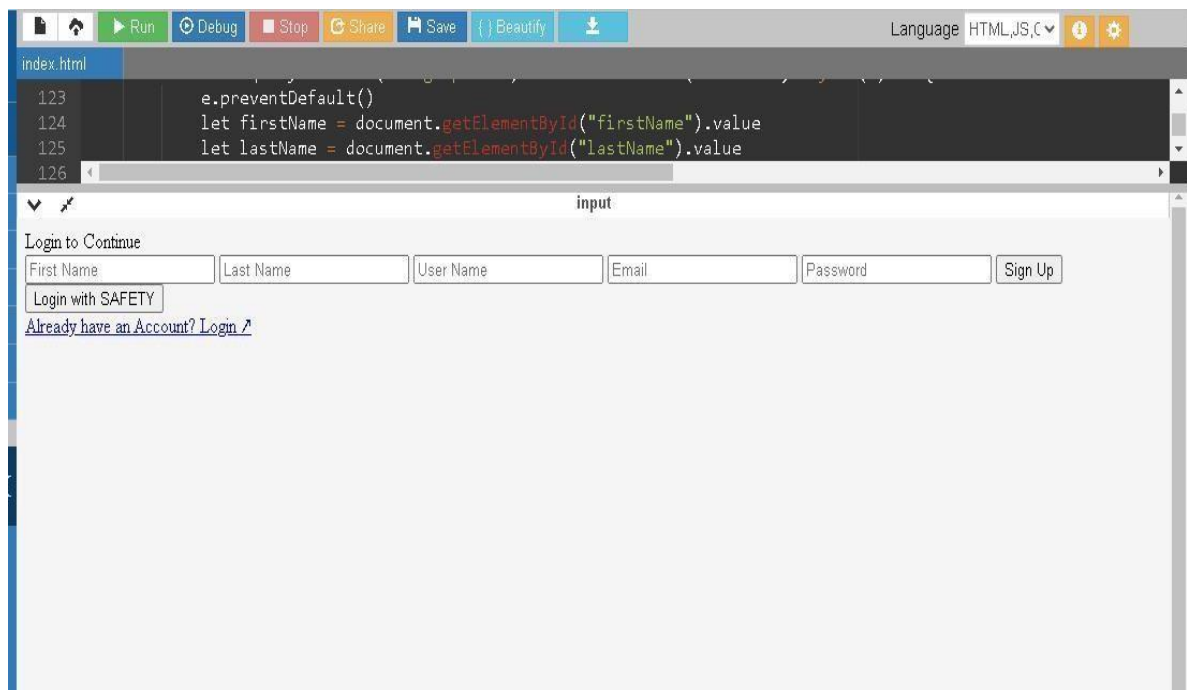 Run Debug Stop Share Save { } Beautify Language HTML,JS,C
index.html
123 e.preventDefault()
124 let firstName = document.getElementById("firstName").value
125 let lastName = document.getElementById("lastName").value
126
input
Login to Continue
First Name Last Name User Name Email Password Sign Up
Login with SAFETY
Already have an Account? Login ↗